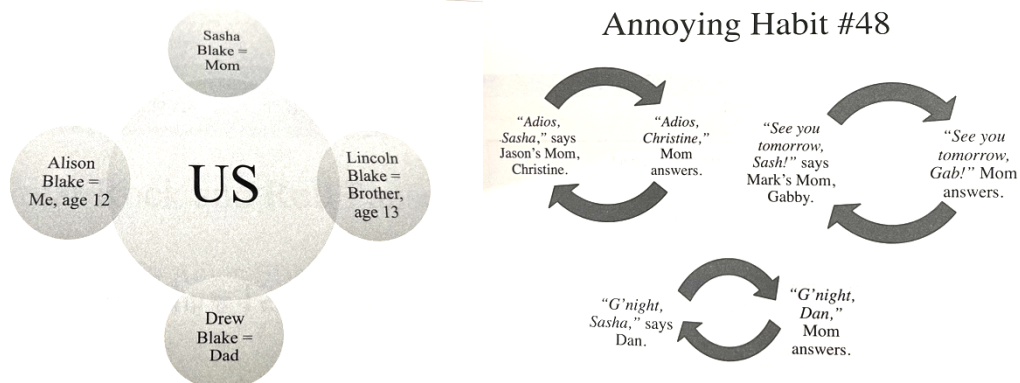 Sasha
Blake =
Mom
Alison
Blake =
Me, age 12
US
Lincoln
Blake =
Brother,
age 13
Drew
Blake =
Dad
Annoying Habit #48
"Adios,
Sasha," says
Jason's Mom,
Christine.
"Adios,
Christine,"
Mom
answers.
"See you
tomorrow,
Sash!" says
Mark's Mom,
Gabby.
"See you
tomorrow,
Gab!" Mom
answers.
"G'night,
Sasha," says
Dan.
"G'night,
Dan,"
Mom
answers.